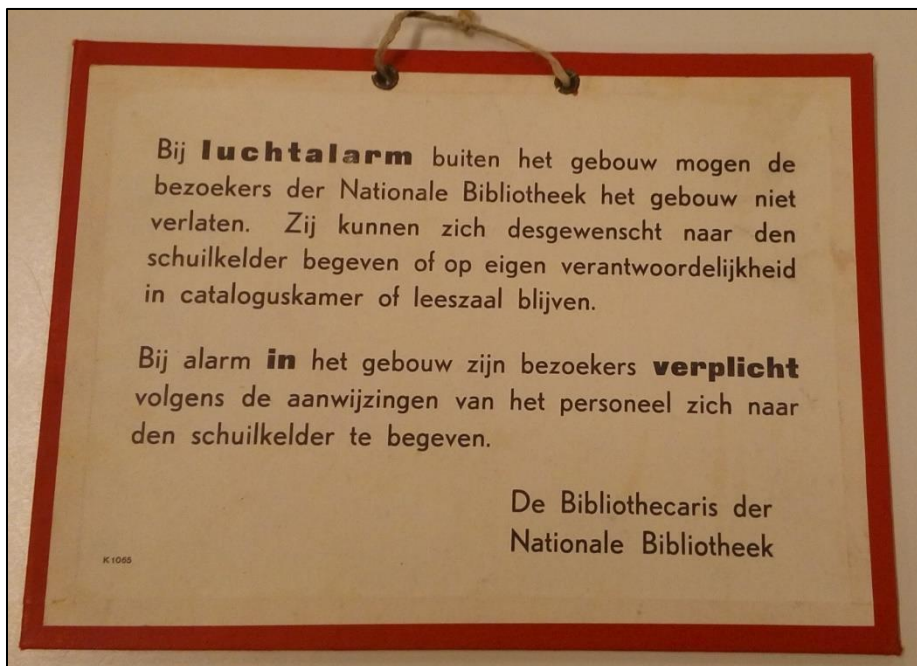 Bij luchtalarm buiten het gebouw mogen de
bezoekers der Nationale Bibliotheek het gebouw niet
verlaten. Zij kunnen zich desgewenscht naar den
schuilkelder begeven of op eigen verantwoordelijkheid
in cataloguskamer of leeszaal blijven.
Bij alarm in het gebouw zijn bezoekers verplicht
volgens de aanwijzingen van het personeel zich naar
den schuilkelder te begeven.
De Bibliothecaris der
Nationale Bibliotheek
K 1065